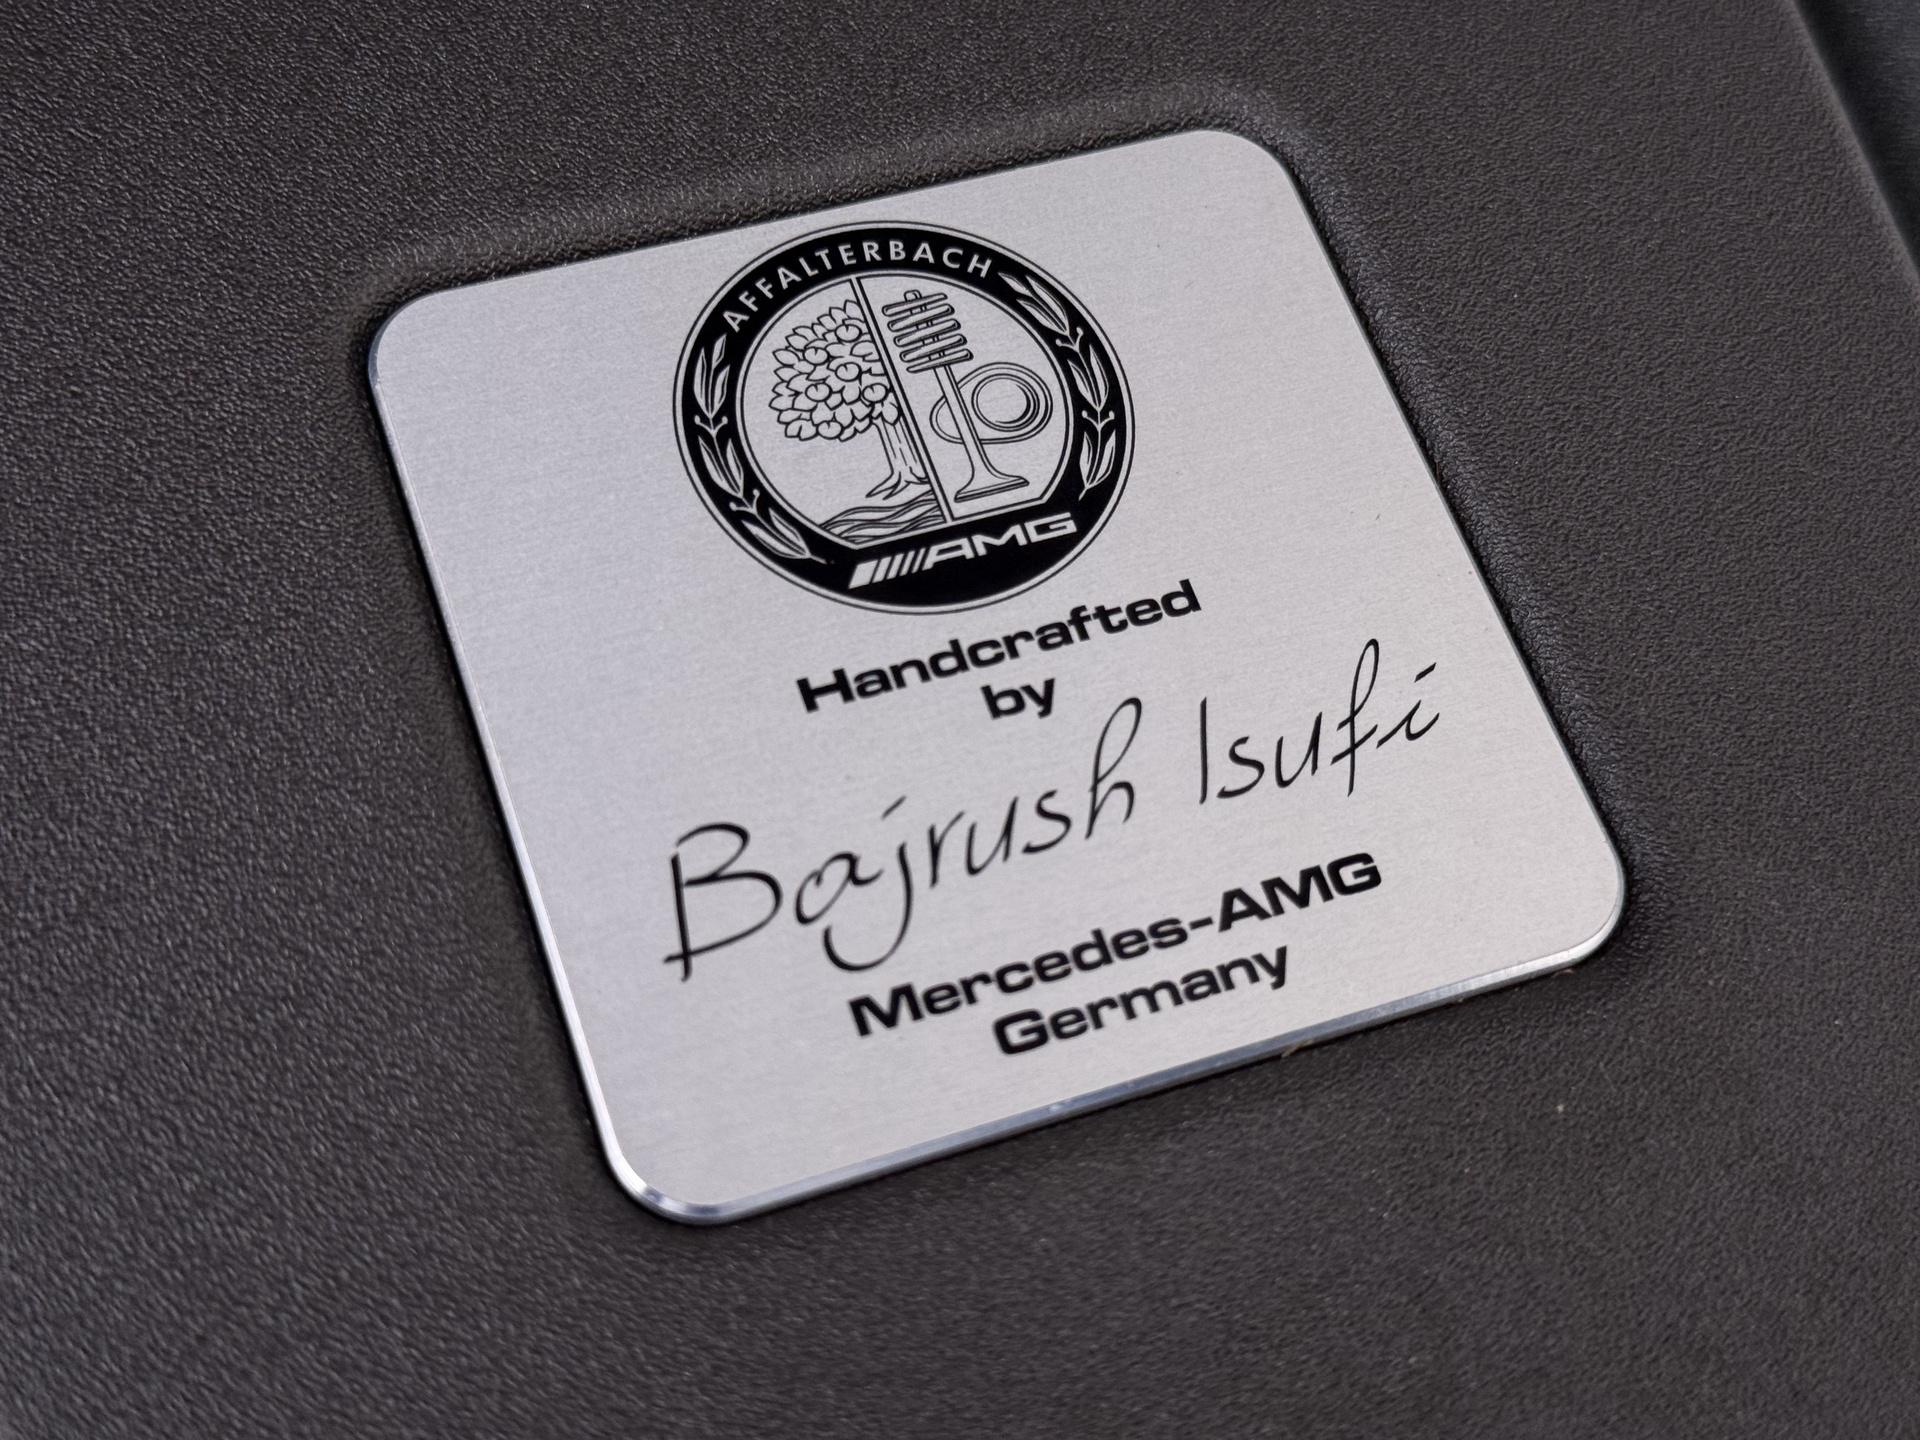 AFFALTERBACH
AMG
Handcrafted
by
Bajrush Isufi
Mercedes-AMG
Germany